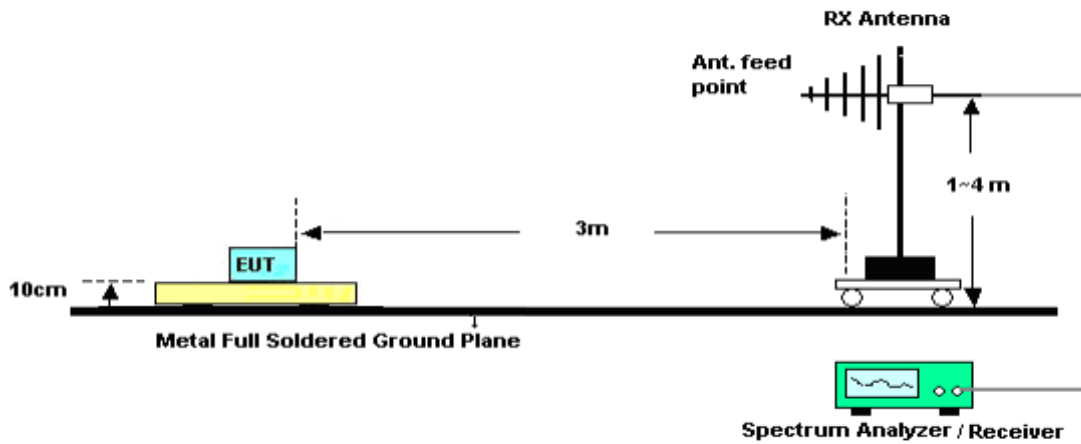 RX Antenna
Ant. feed
point
1~4 m
3m
EUT
10cm
Metal Full Soldered Ground Plane
Spectrum Analyzer / Receiver